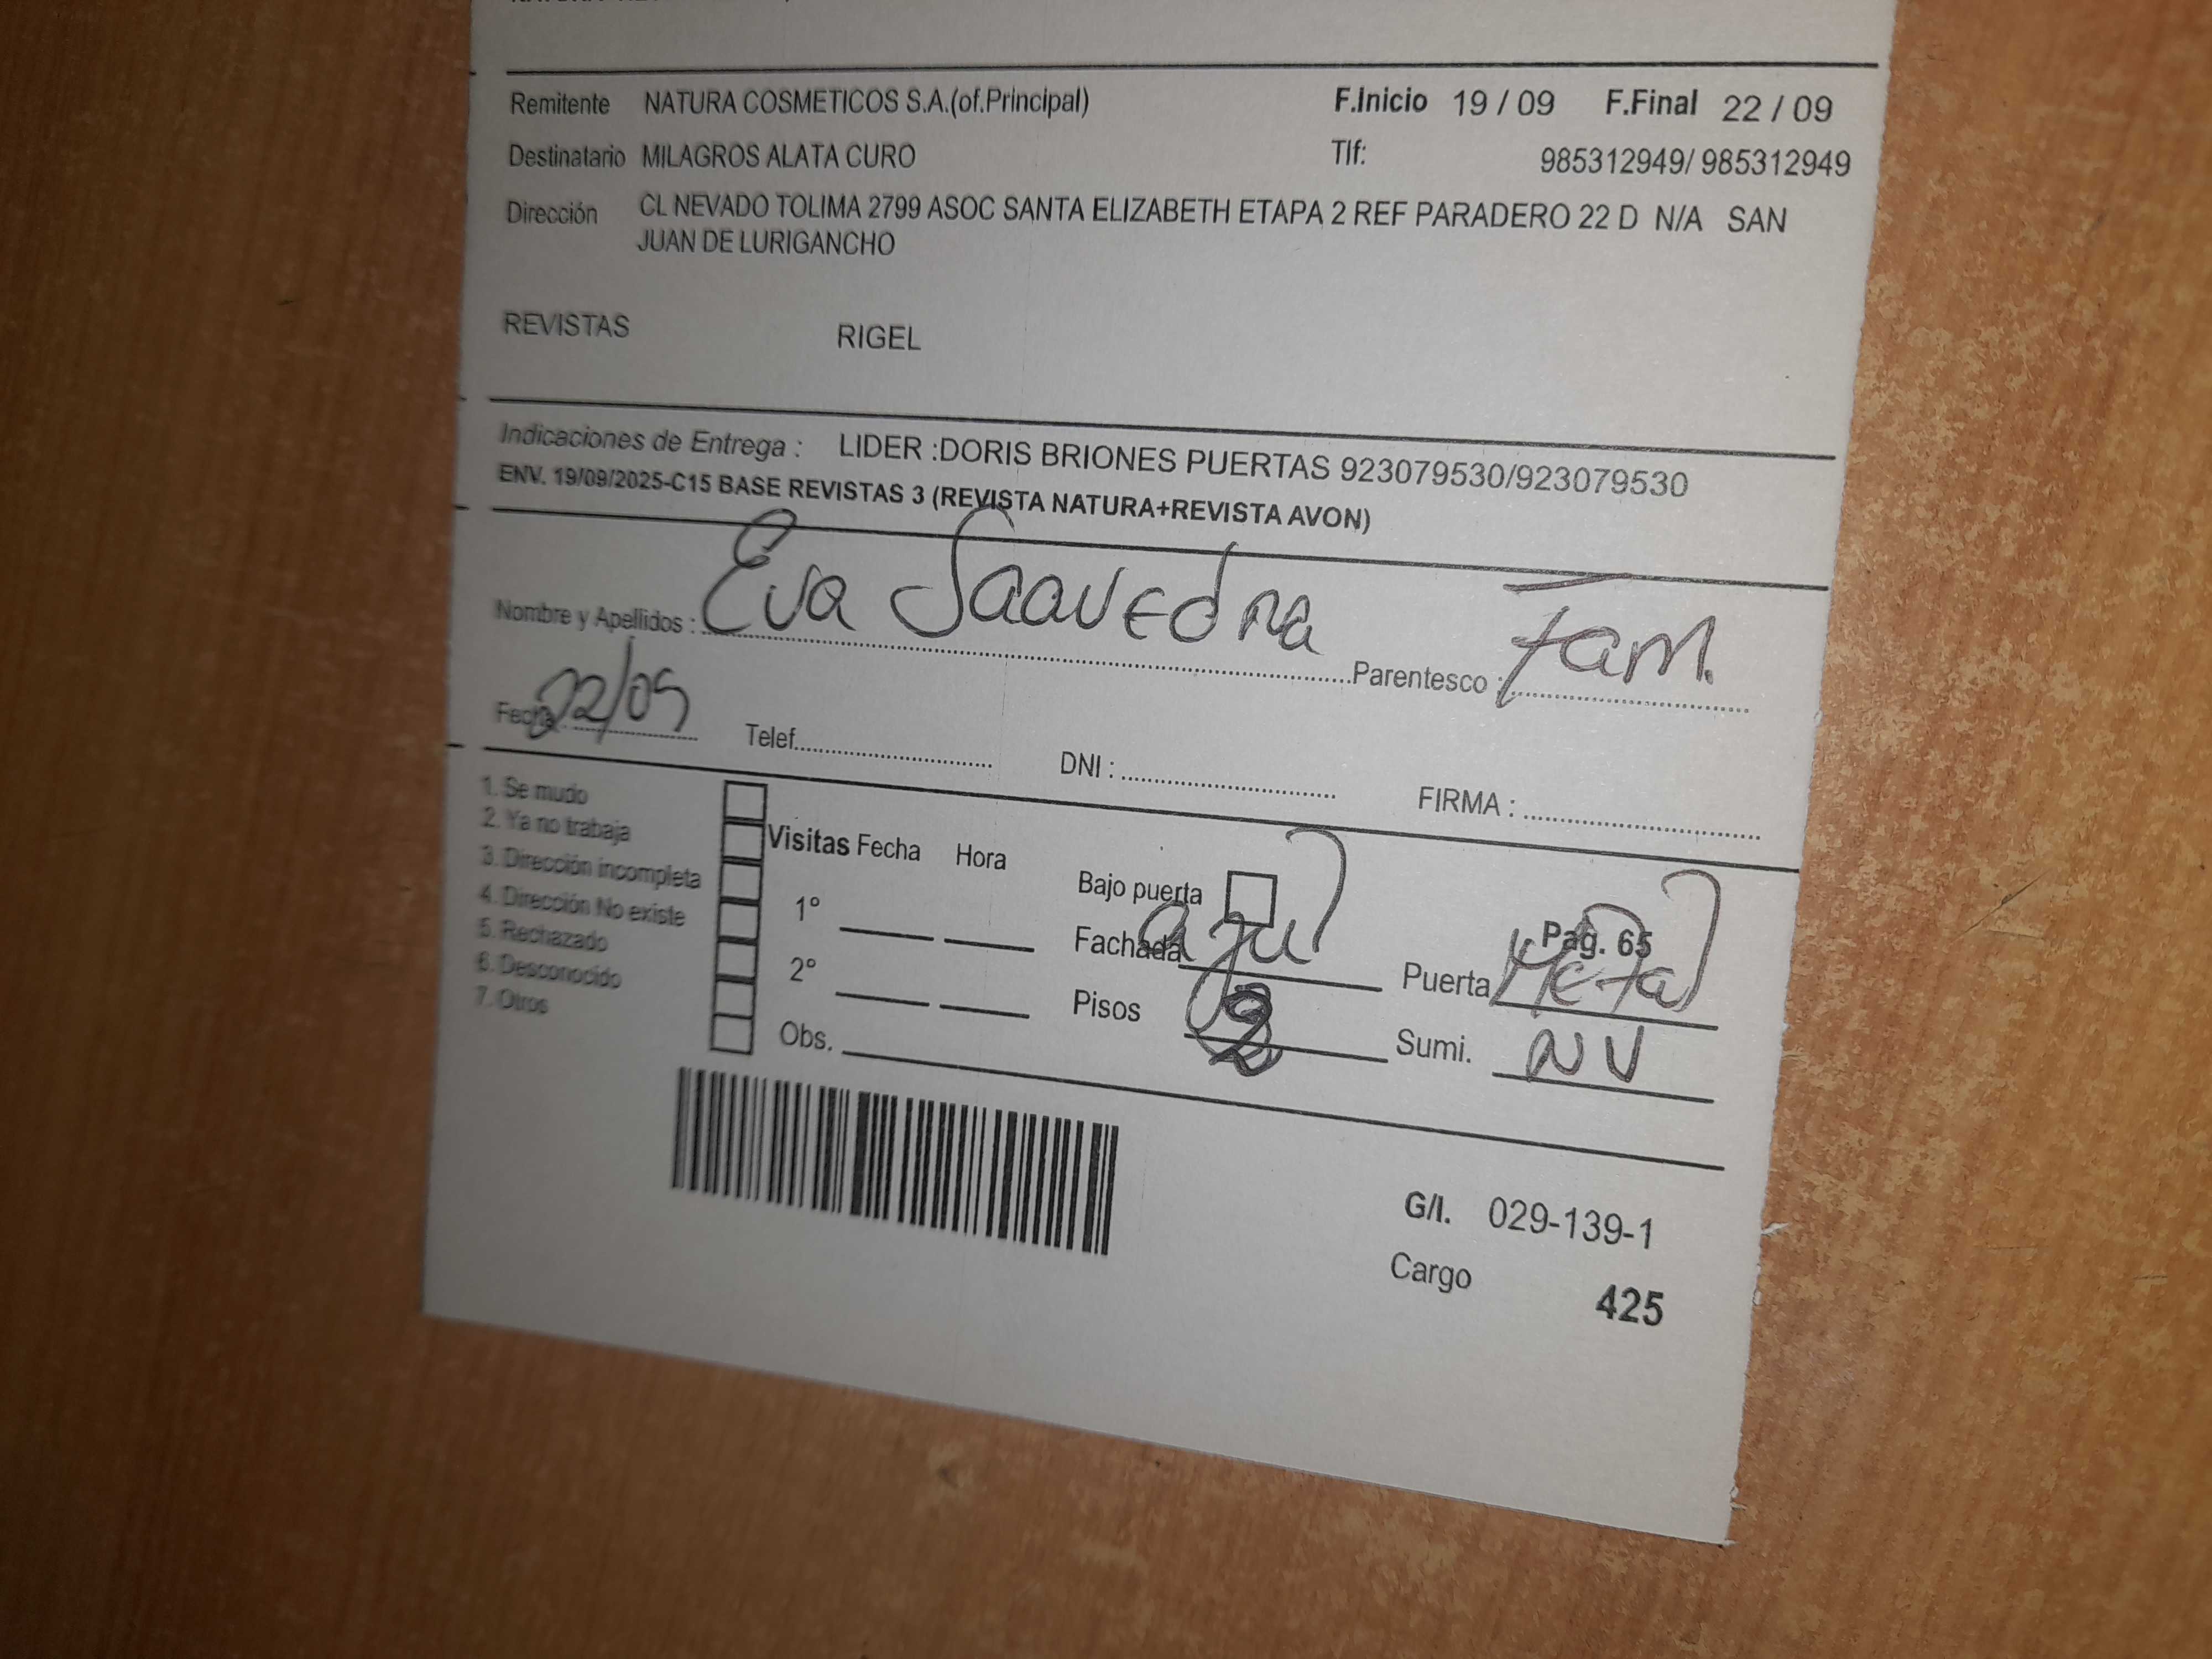 Remitente NATURA COSMETICOS S.A.(of.Principal) F.Inicio 19 / 09 F.Final 22 / 09
Destinatario MILAGROS ALATA CURO Tlf: 985312949/ 985312949
Dirección CL NEVADO TOLIMA 2799 ASOC SANTA ELIZABETH ETAPA 2 REF PARADERO 22 D N/A SAN
JUAN DE LURIGANCHO
REVISTAS RIGEL
Indicaciones de Entrega : LIDER :DORIS BRIONES PUERTAS 923079530/923079530
ENV. 19/09/2025-C15 BASE REVISTAS 3 (REVISTA NATURA+REVISTA AVON)
Nombre y Apellidos : Eva Saavedra Parentesco : Fam.
Fecha : 22/09 Telef. DNI : FIRMA :
1. Se mudo
2. Ya no trabaja
3. Dirección incompleta
4. Dirección No existe
5. Rechazado
6. Desconocido
7. Otros
Visitas Fecha Hora
1°
2°
Obs.
Bajo puerta
Pag. 65
Fachada azul Puerta Metal
Pisos 2 Sumi. NV
G/I. 029-139-1
Cargo 425